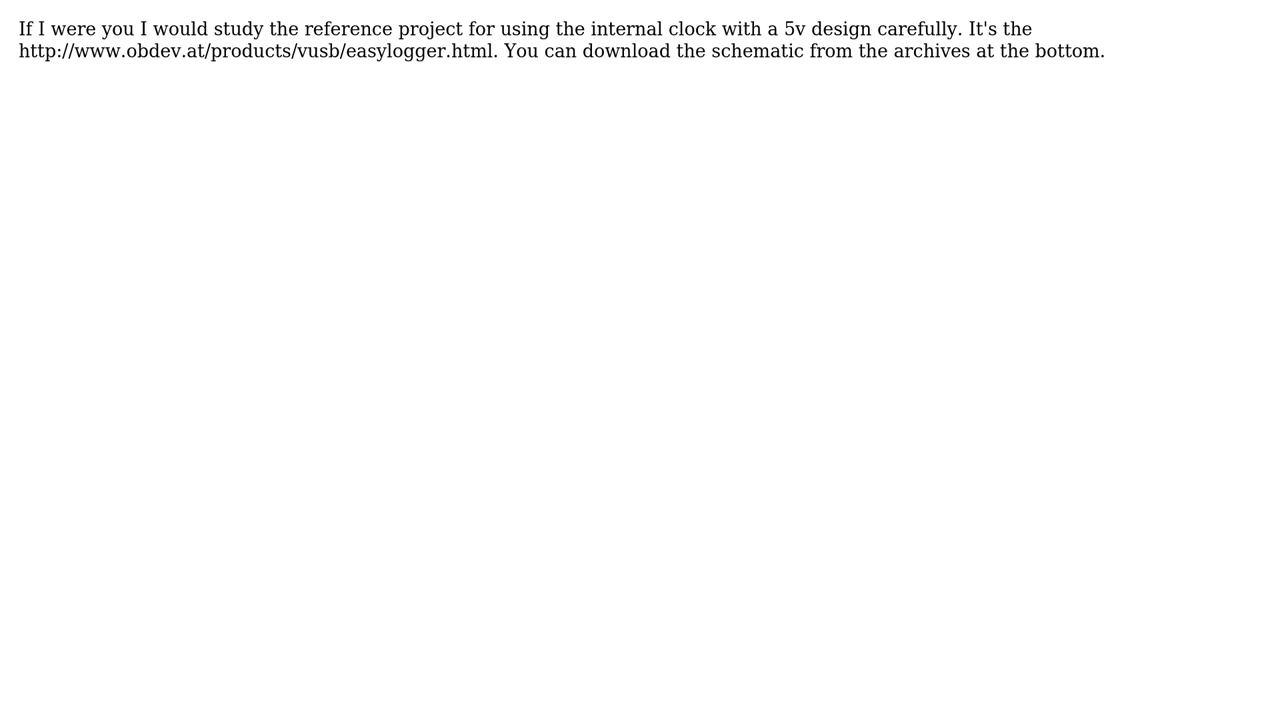 If I were you I would study the reference project for using the internal clock with a 5v design carefully. It's the
http://www.obdev.at/products/vusb/easylogger.html. You can download the schematic from the archives at the bottom.